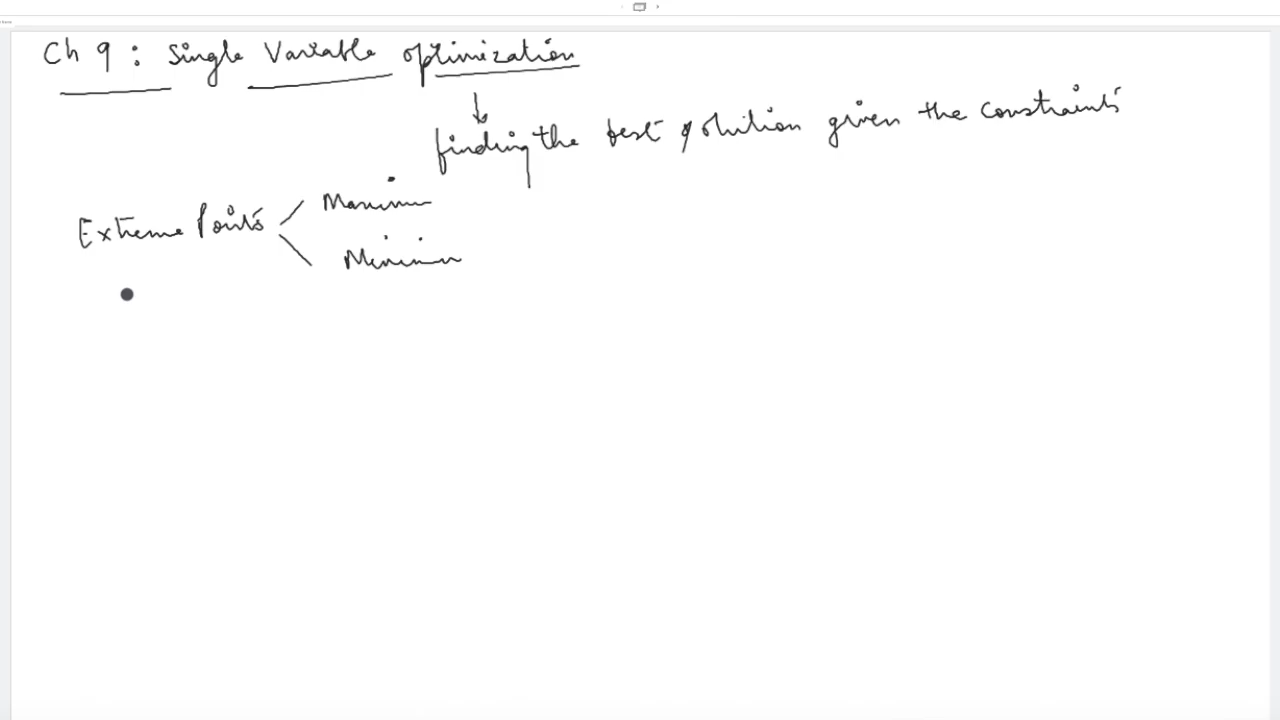 Ch 9 : Single Variable optimization
finding the best solution given the constraints
Extreme Points
Maximum
Minimum